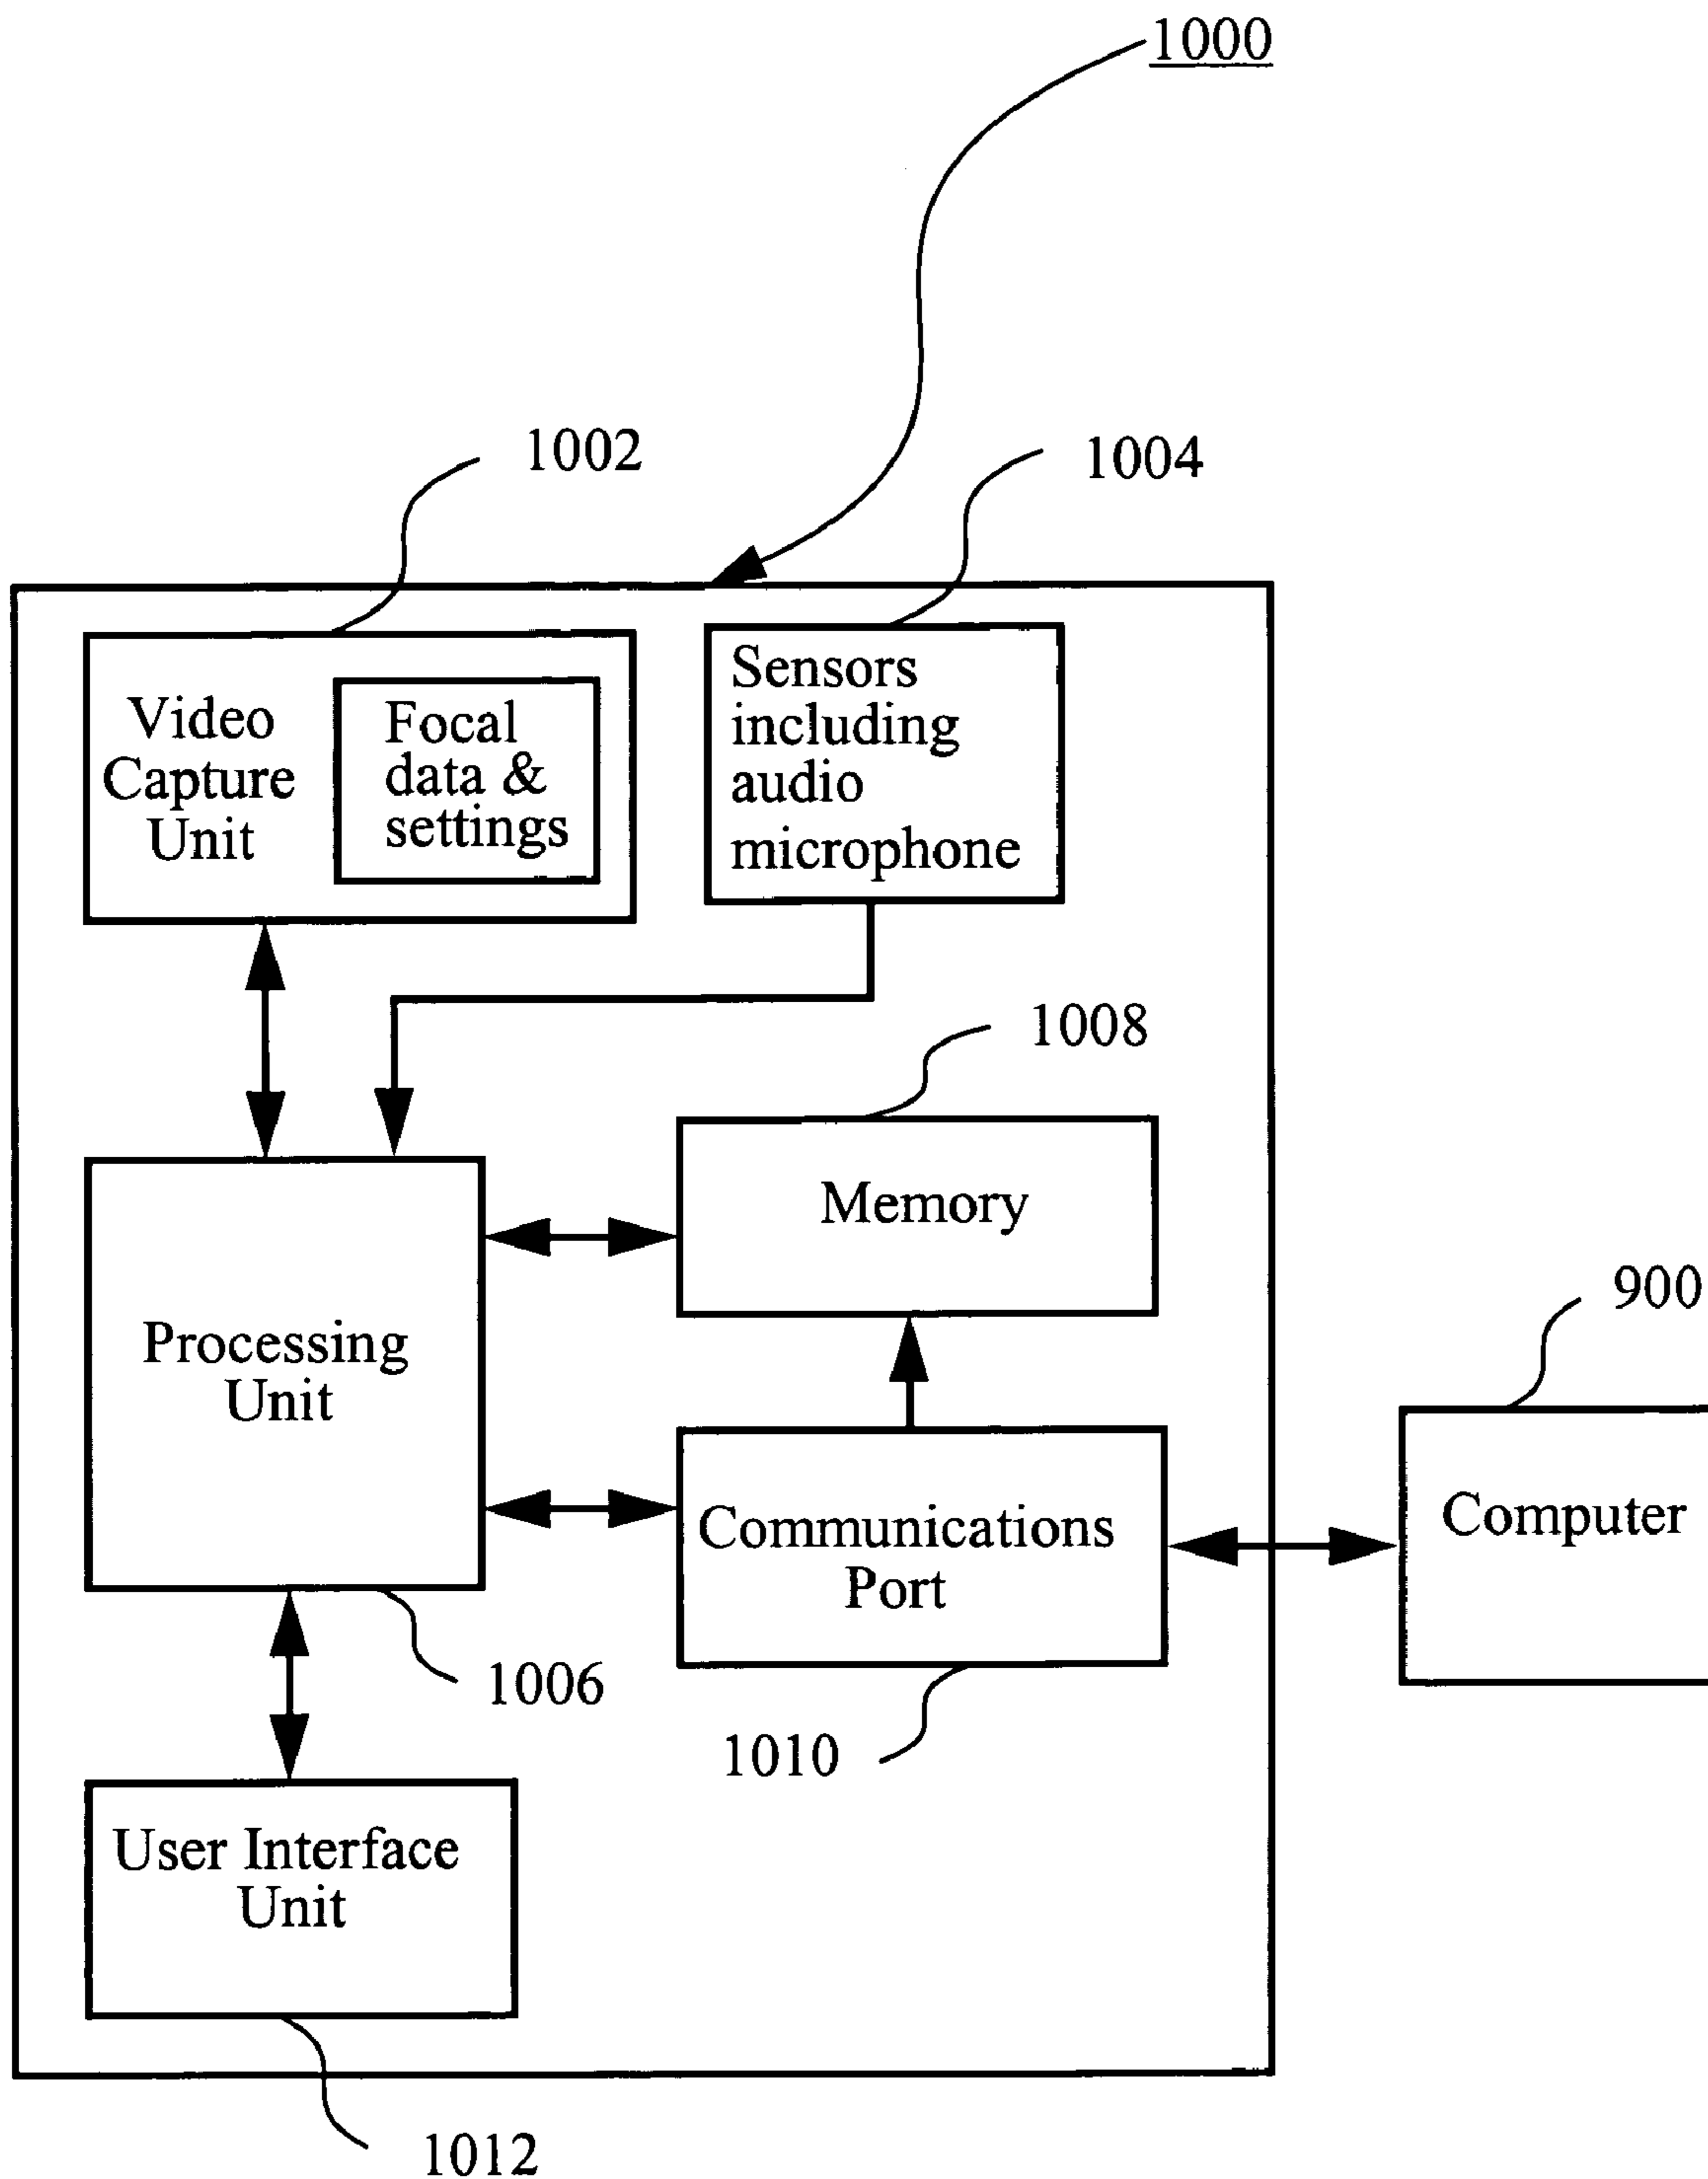 1000
1002
1004
Video
Capture
Unit
Focal
data &
settings
Sensors
including
audio
microphone
1008
Memory
Processing
Unit
900
Computer
Communications
Port
1006
1010
User Interface
Unit
1012